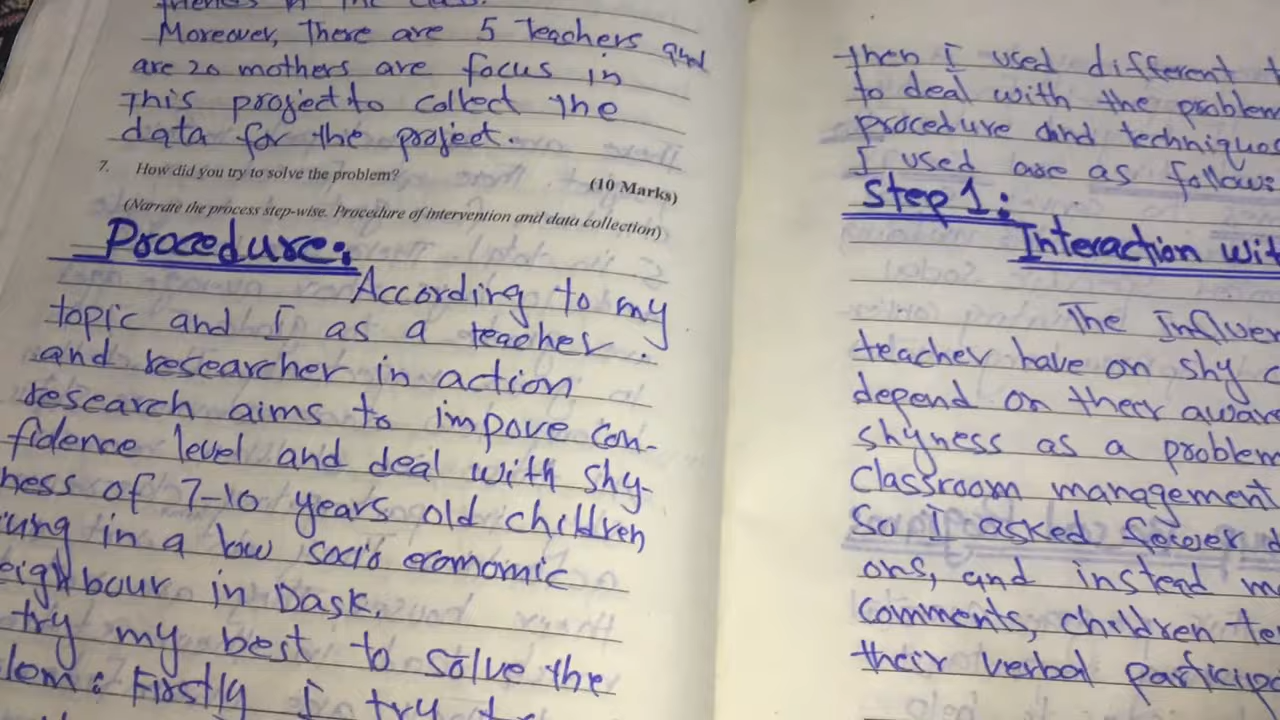 in the class.
Moreover, There are 5 teachers and
are 20 mothers are focus in
This project to collect the
data for the project.
7. How did you try to solve the problem? (10 Marks)
(Narrate the process step-wise. Procedure of intervention and data collection)
Procedure:
According to my
topic and I as a teacher.
and researcher in action
research aims to impove con-
fidence level and deal with shy-
ness of 7-10 years old children
in a low socio economic
in Dask.
try my best to solve the
Firstly I try
then I used different
to deal with the problem
procedure and techniques
I used are as follows
Step 1:
Interaction with
The
teacher have on shy
depend on their
shyness as a problem
Classroom management
So I asked fewer
ons, and instead
comments, children
their verbal